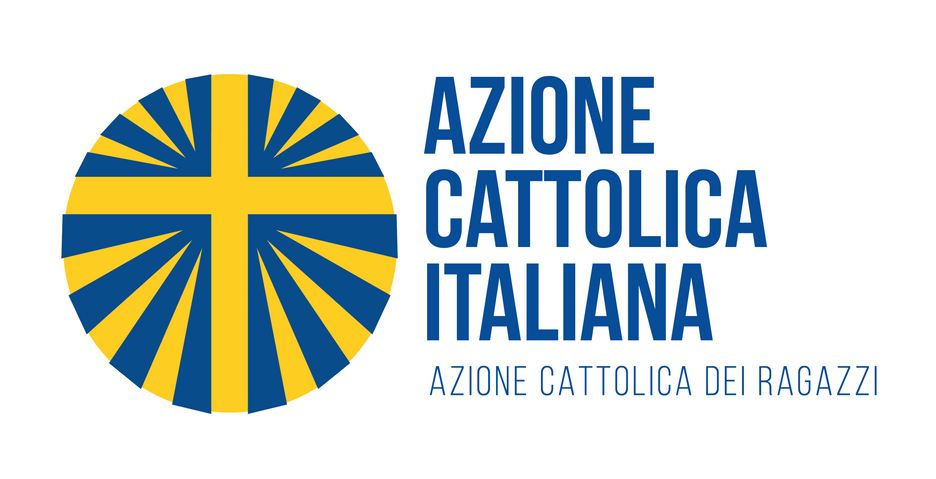 AZIONE
CATTOLICA
ITALIANA
AZIONE CATTOLICA DEI RAGAZZI